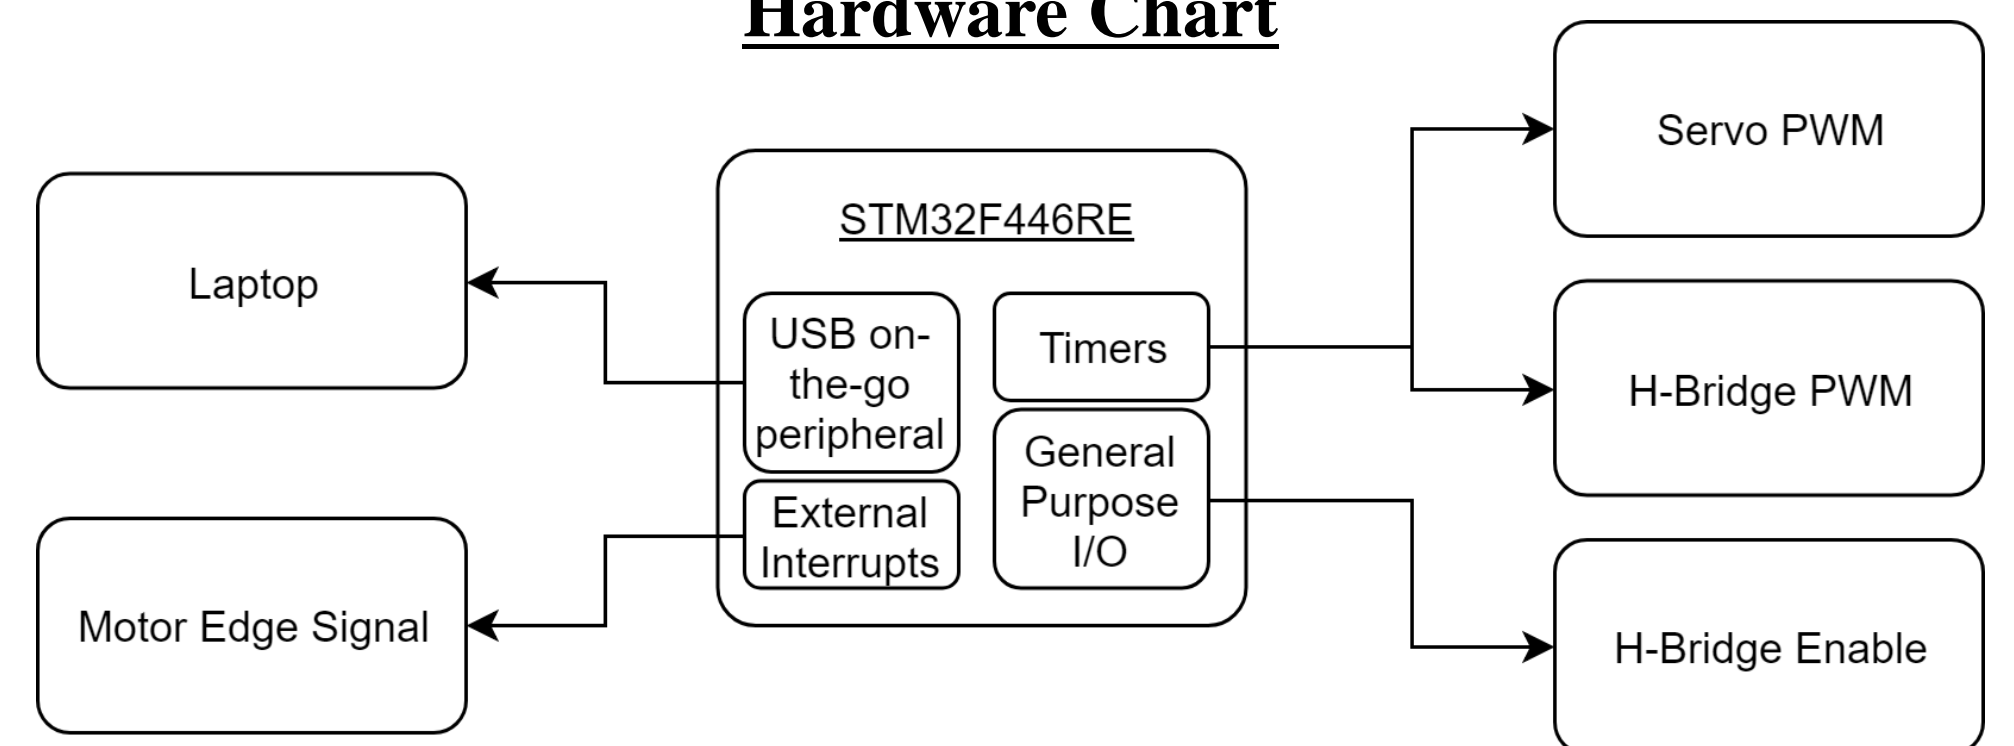 Hardware Chart
Servo PWM
STM32F446RE
Laptop
USB on-
the-go
peripheral
Timers
H-Bridge PWM
General
Purpose
I/O
External
Interrupts
Motor Edge Signal
H-Bridge Enable